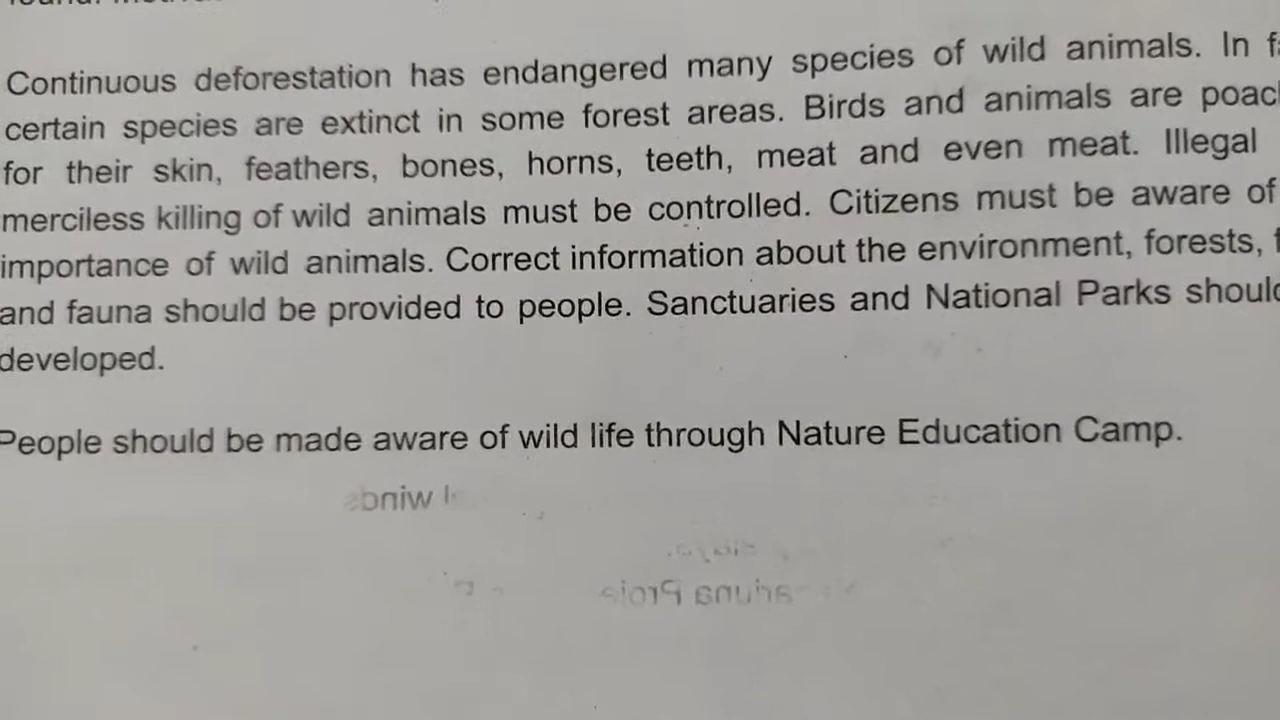 Continuous deforestation has endangered many species of wild animals. In
certain species are extinct in some forest areas. Birds and animals are
for their skin, feathers, bones, horns, teeth, meat and even meat. Illegal
merciless killing of wild animals must be controlled. Citizens must be aware of
importance of wild animals. Correct information about the environment, forests,
and fauna should be provided to people. Sanctuaries and National Parks
developed.
People should be made aware of wild life through Nature Education Camp.